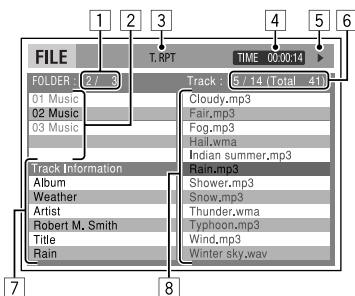 1 2 3 4 5 6
FILE T. RPT TIME 00:00:14
FOLDER : 2 / 3 Track : 5 / 14 (Total 41)
01 Music
02 Music
03 Music
Track Information
Album
Weather
Artist
Robert M. Smith
Title
Rain
Cloudy.mp3
Fair.mp3
Fog.mp3
Hail.wma
Indian summer.mp3
Rain.mp3
Shower.mp3
Snow.mp3
Thunder.wma
Typhoon.mp3
Wind.mp3
Winter sky.wav
7 8